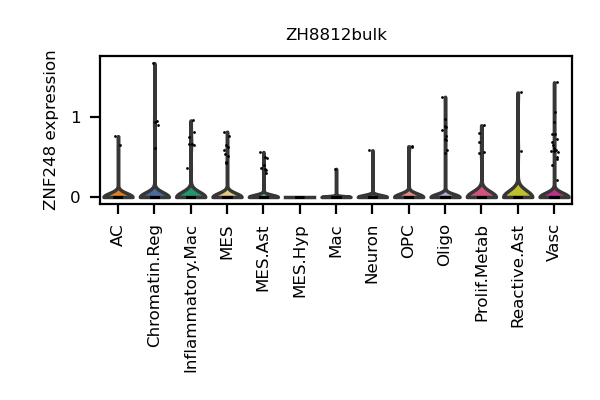 ZH8812bulk
ZNF248 expression
1
0
AC
Chromatin.Reg
Inflammatory.Mac
MES
MES.Ast
MES.Hyp
Mac
Neuron
OPC
Oligo
Prolif.Metab
Reactive.Ast
Vasc